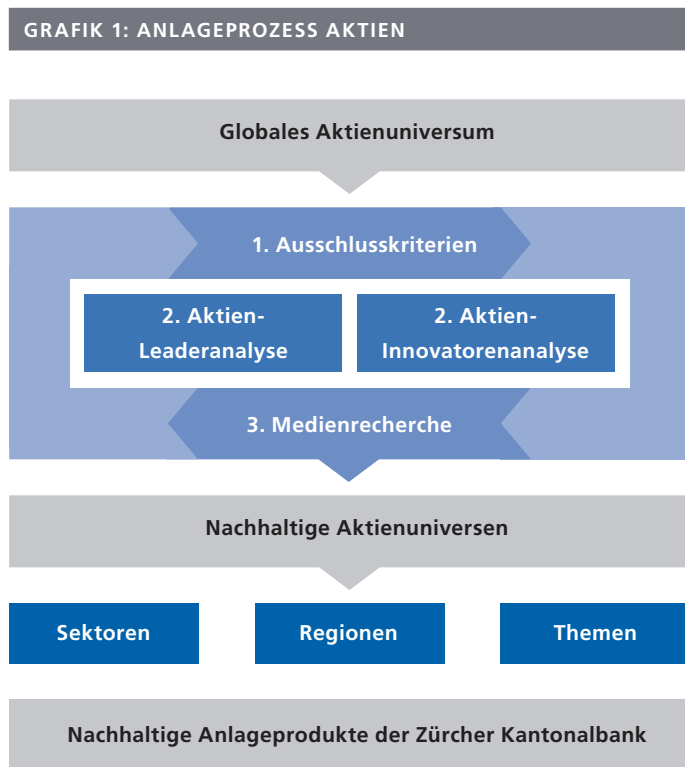 GRAFIK 1: ANLAGEPROZESS AKTIEN
Globales Aktienuniversum
1. Ausschlusskriterien
2. Aktien-
Leaderanalyse
2. Aktien-
Innovatorenanalyse
3. Medienrecherche
Nachhaltige Aktienuniversen
Sektoren
Regionen
Themen
Nachhaltige Anlageprodukte der Zürcher Kantonalbank